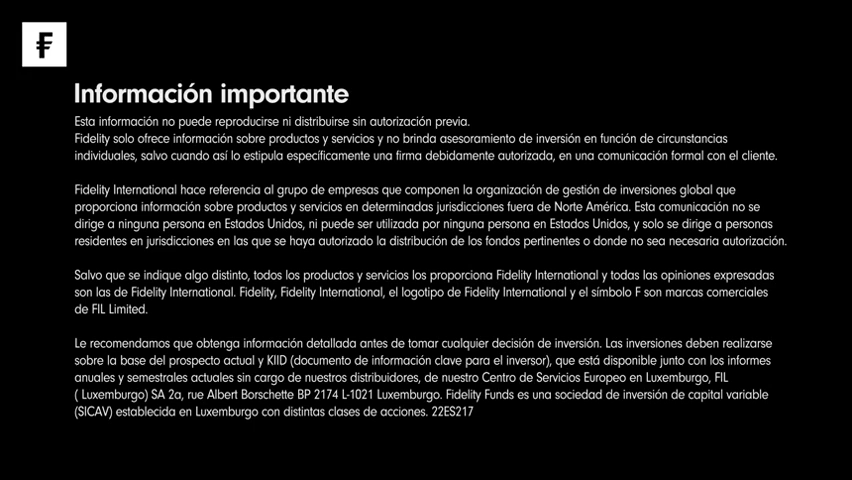 F
Información importante
Esta información no puede reproducirse ni distribuirse sin autorización previa.
Fidelity solo ofrece información sobre productos y servicios y no brinda asesoramiento de inversión en función de circunstancias
individuales, salvo cuando así lo estipula específicamente una firma debidamente autorizada, en una comunicación formal con el cliente.
Fidelity International hace referencia al grupo de empresas que componen la organización de gestión de inversiones global que
proporciona información sobre productos y servicios en determinadas jurisdicciones fuera de Norte América. Esta comunicación no se
dirige a ninguna persona en Estados Unidos, ni puede ser utilizada por ninguna persona en Estados Unidos, y solo se dirige a personas
residentes en jurisdicciones en las que se haya autorizado la distribución de los fondos pertinentes o donde no sea necesaria autorización.
Salvo que se indique algo distinto, todos los productos y servicios los proporciona Fidelity International y todas las opiniones expresadas
son las de Fidelity International. Fidelity, Fidelity International, el logotipo de Fidelity International y el símbolo F son marcas comerciales
de FIL Limited.
Le recomendamos que obtenga información detallada antes de tomar cualquier decisión de inversión. Las inversiones deben realizarse
sobre la base del prospecto actual y KIID (documento de información clave para el inversor), que está disponible junto con los informes
anuales y semestrales actuales sin cargo de nuestros distribuidores, de nuestro Centro de Servicios Europeo en Luxemburgo, FIL
( Luxemburgo) SA 2a, rue Albert Borschette BP 2174 L-1021 Luxemburgo. Fidelity Funds es una sociedad de inversión de capital variable
(SICAV) establecida en Luxemburgo con distintas clases de acciones. 22ES217